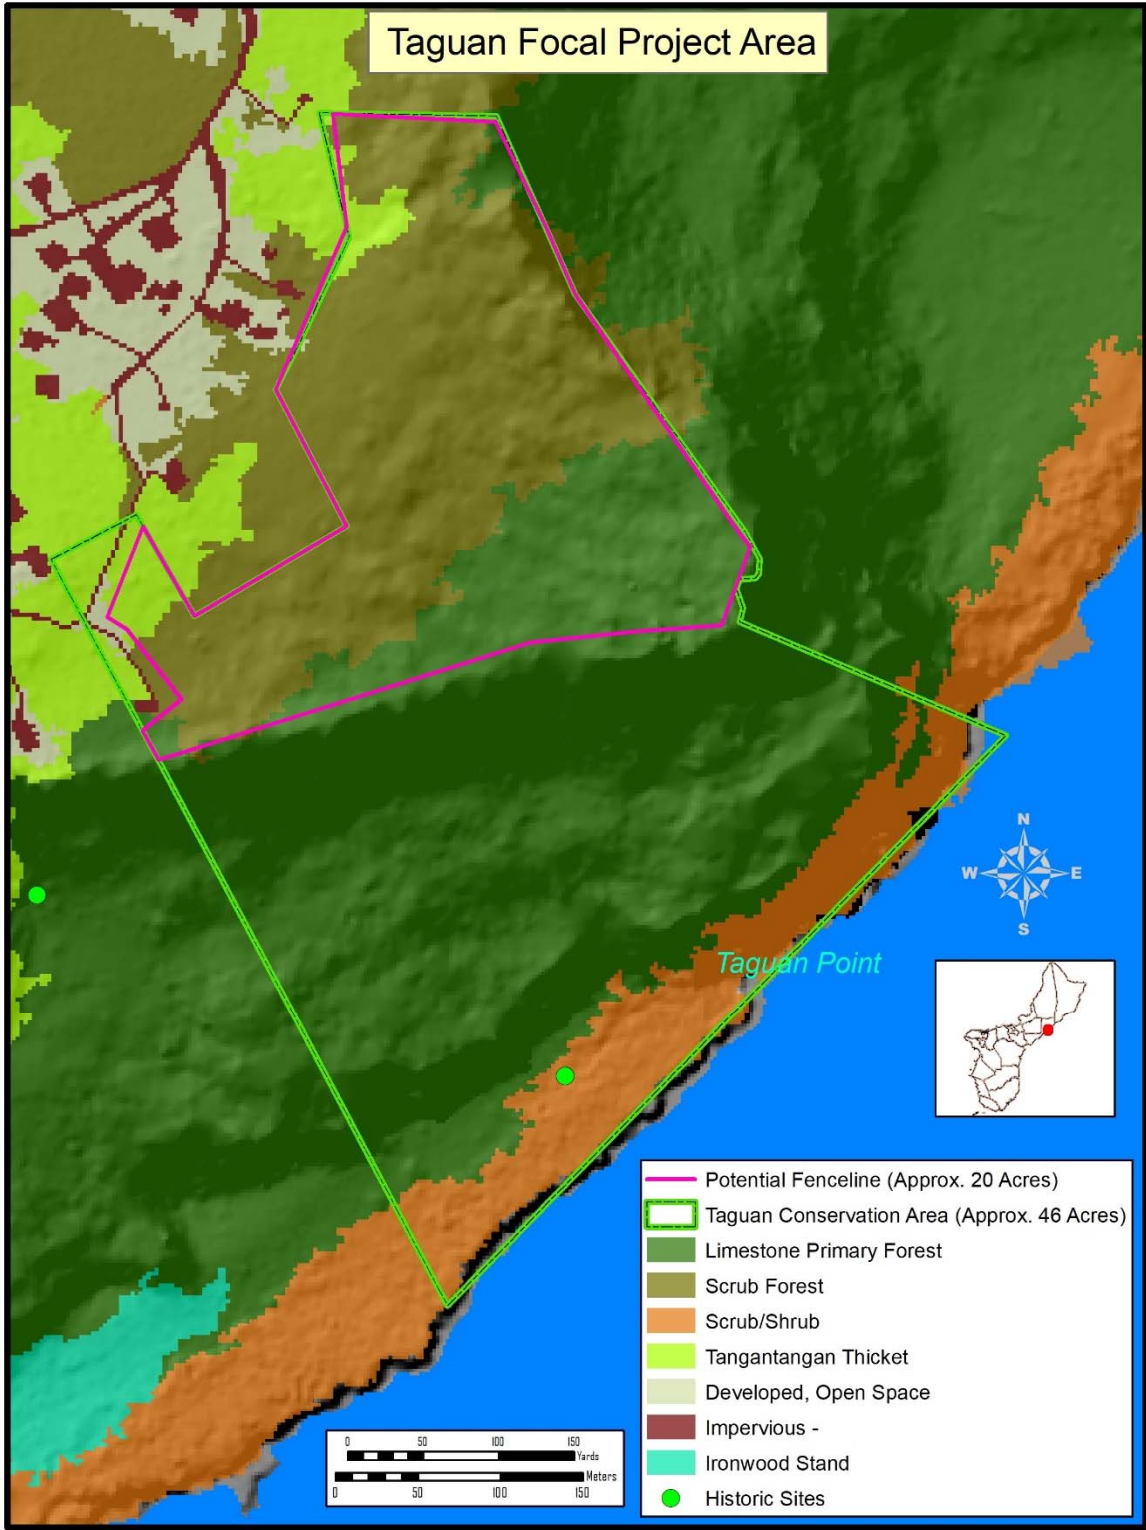 Taguan Focal Project Area
N
W E
S
Taguan Point
Potential Fenceline (Approx. 20 Acres)
Taguan Conservation Area (Approx. 46 Acres)
Limestone Primary Forest
Scrub Forest
Scrub/Shrub
Tangantangan Thicket
Developed, Open Space
Impervious -
Ironwood Stand
Historic Sites
0 50 100 150
Yards
Meters
0 50 100 150